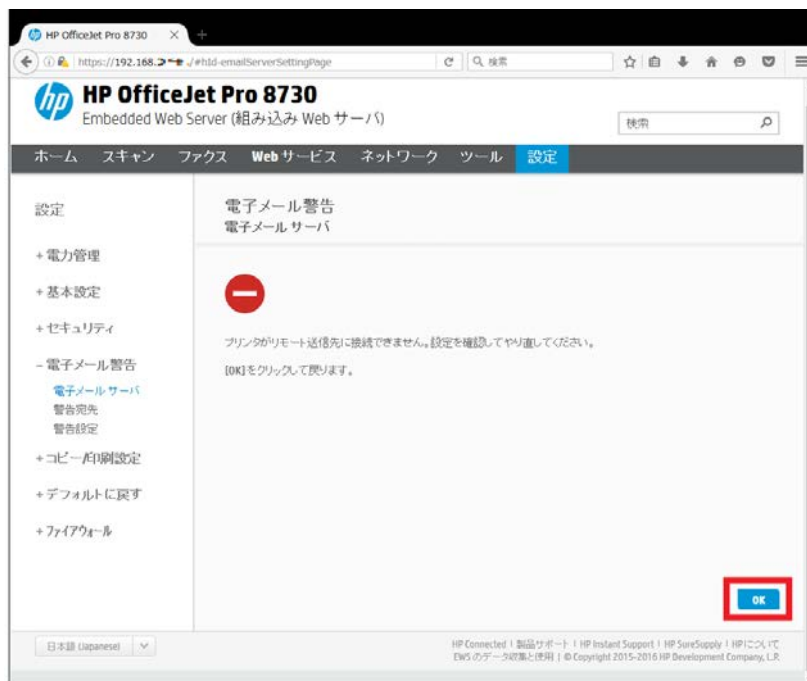 HP OfficeJet Pro 8730
https://192.168. /#hId-emailServerSettingPage
検索
hp
HP OfficeJet Pro 8730
Embedded Web Server (組み込み Web サーバ)
検索
ホーム スキャン ファクス Web サービス ネットワーク ツール 設定
設定
電子メール警告
電子メール サーバ
+ 電力管理
+ 基本設定
+ セキュリティ
プリンタがリモート送信先に接続できません。設定を確認してやり直してください。
- 電子メール警告
[OK]をクリックして戻ります。
電子メール サーバ
警告宛先
警告設定
+ コピー/印刷設定
+ デフォルトに戻す
+ ファイアウォール
OK
日本語 (Japanese)
HP Connected | 製品サポート | HP Instant Support | HP SureSupply | HP について
EWS のデータ収集と使用 | © Copyright 2015-2016 HP Development Company, L.P.